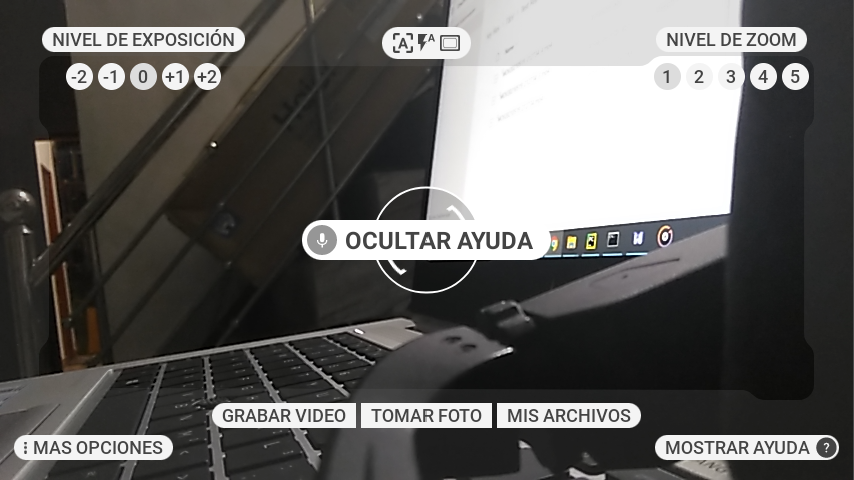 NIVEL DE EXPOSICIÓN
-2 -1 0 +1 +2
A
A
NIVEL DE ZOOM
1 2 3 4 5
OCULTAR AYUDA
GRABAR VIDEO
TOMAR FOTO
MIS ARCHIVOS
MAS OPCIONES
MOSTRAR AYUDA ?